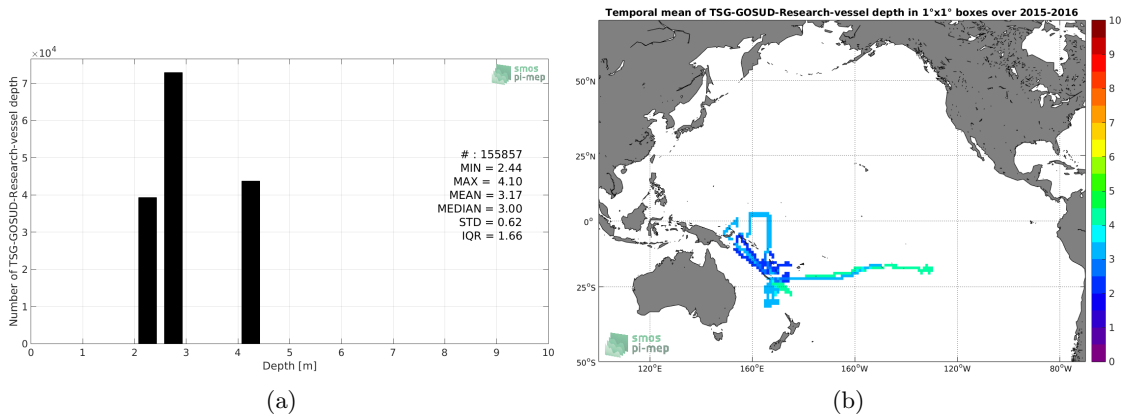 ×10⁴
7
6
5
4
3
2
1
0
Number of TSG-GOSUD-Research-vessel depth
smos
pi-mep
# : 155857
MIN = 2.44
MAX = 4.10
MEAN = 3.17
MEDIAN = 3.00
STD = 0.62
IQR = 1.66
0 1 2 3 4 5 6 7 8 9 10
Depth [m]
(a)
Temporal mean of TSG-GOSUD-Research-vessel depth in 1°x1° boxes over 2015-2016
50°N
25°N
0°
25°S
50°S
120°E 160°E 160°W 120°W 80°W
smos
pi-mep
10
9
8
7
6
5
4
3
2
1
0
(b)